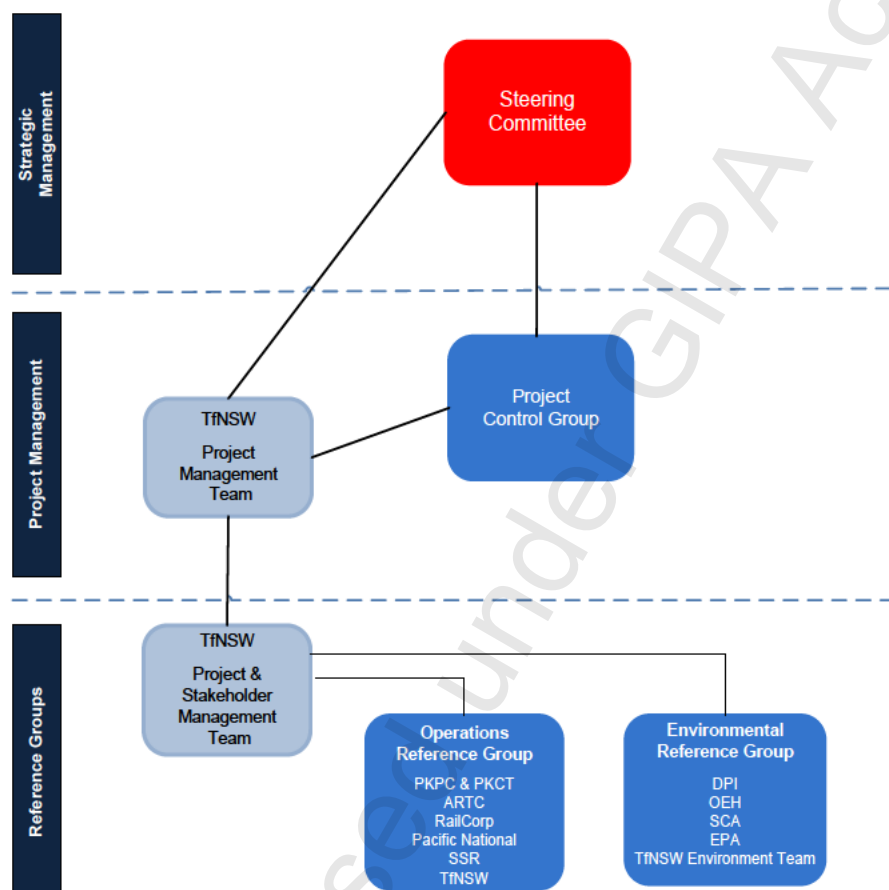 Strategic
Management
Steering
Committee
Project Management
TfNSW
Project
Management
Team
Project
Control Group
Reference Groups
TfNSW
Project &
Stakeholder
Management
Team
Operations
Reference Group
PKPC & PKCT
ARTC
RailCorp
Pacific National
SSR
TfNSW
Environmental
Reference Group
DPI
OEH
SCA
EPA
TfNSW Environment Team
under GIPA